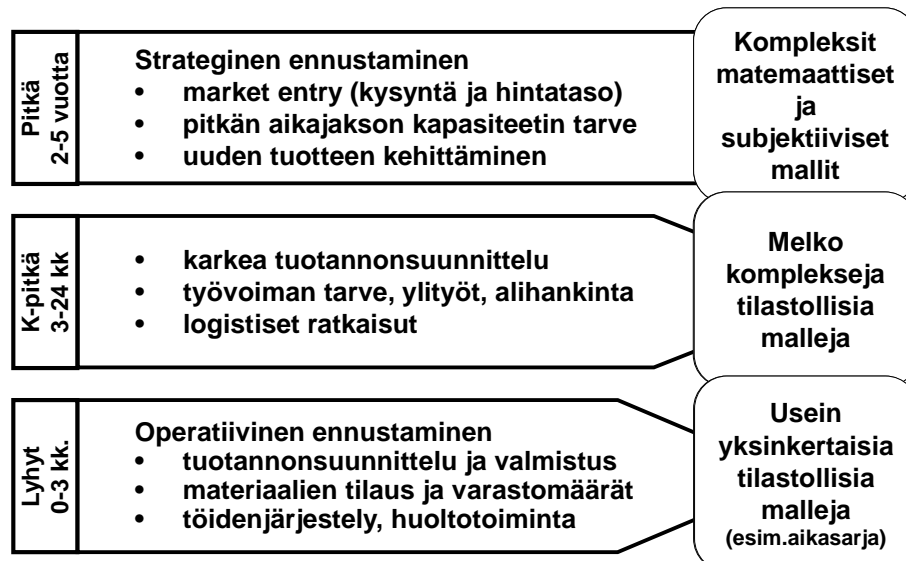 Pitkä
2-5 vuotta
Strateginen ennustaminen
• market entry (kysyntä ja hintataso)
• pitkän aikajakson kapasiteetin tarve
• uuden tuotteen kehittäminen
Kompleksit
matemaattiset
ja
subjektiiviset
mallit
K-pitkä
3-24 kk
• karkea tuotannonsuunnittelu
• työvoiman tarve, ylityöt, alihankinta
• logistiset ratkaisut
Melko
komplekseja
tilastollisia
malleja
Lyhyt
0-3 kk.
Operatiivinen ennustaminen
• tuotannonsuunnittelu ja valmistus
• materiaalien tilaus ja varastomäärät
• töidenjärjestely, huoltotoiminta
Usein
yksinkertaisia
tilastollisia
malleja
(esim.aikasarja)